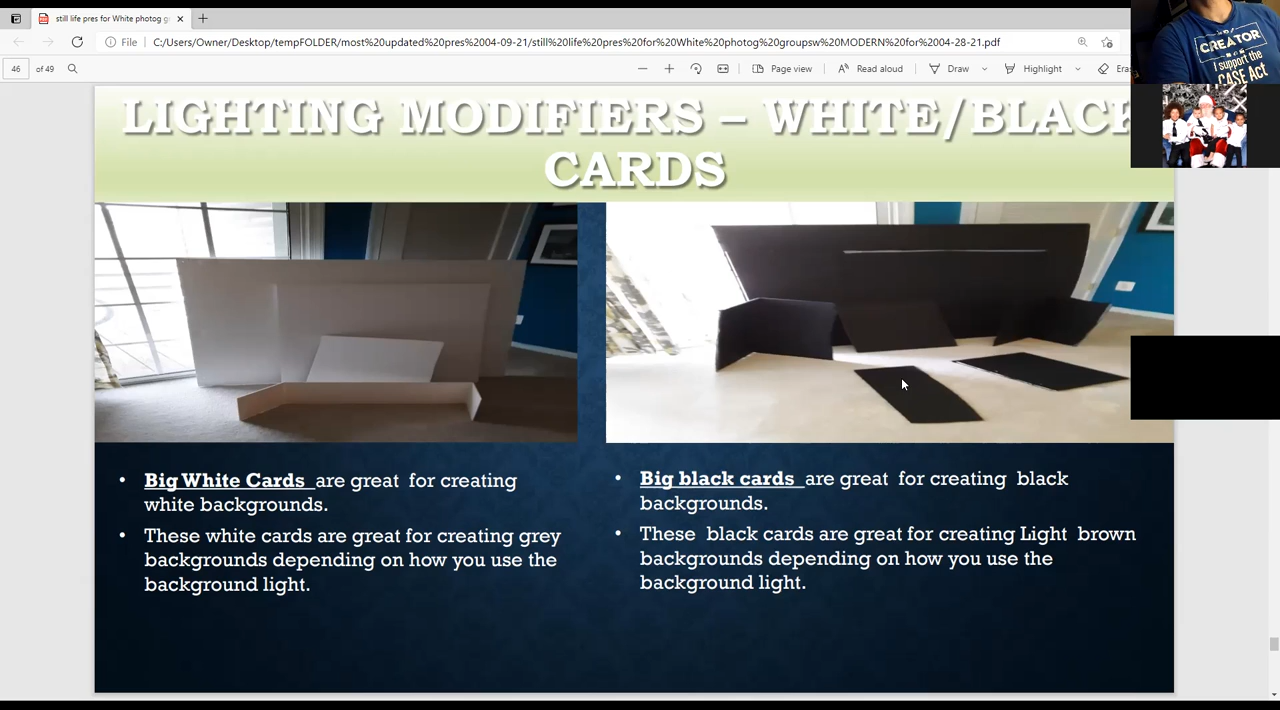 still life pres for White photog g
File C:/Users/Owner/Desktop/tempFOLDER/most%20updated%20pres%2004-09-21/still%20life%20pres%20for%20White%20photog%20groupsw%20MODERN%20for%2004-28-21.pdf
46 of 49 Page view Read aloud Draw Highlight Era
CREATOR
I support the
CASE Act
LIGHTING MODIFIERS – WHITE/BLACK
CARDS
• Big White Cards are great for creating
white backgrounds.
• These white cards are great for creating grey
backgrounds depending on how you use the
background light.
• Big black cards are great for creating black
backgrounds.
• These black cards are great for creating Light brown
backgrounds depending on how you use the
background light.